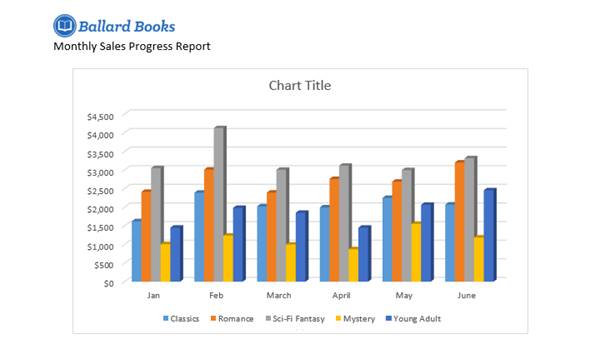 Ballard Books
Monthly Sales Progress Report
Chart Title
$4,500
$4,000
$3,500
$3,000
$2,500
$2,000
$1,500
$1,000
$500
$0
Jan Feb March April May June
Classics Romance Sci-Fi Fantasy Mystery Young Adult